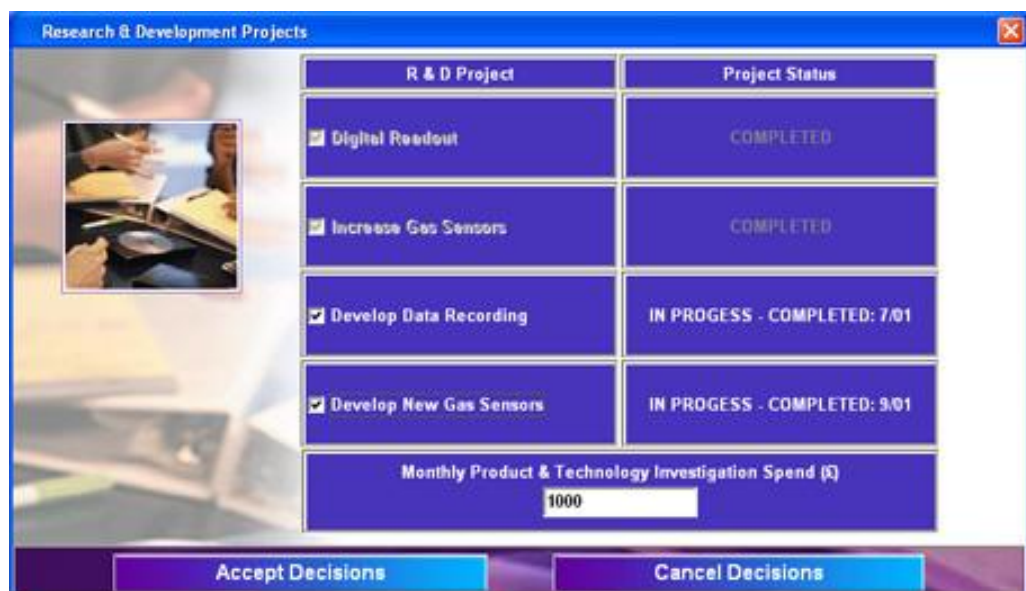 Research & Development Projects
R & D Project
Project Status
Digital Readout
COMPLETED
Increase Gas Sensors
COMPLETED
Develop Data Recording
IN PROGESS - COMPLETED: 7/01
Develop New Gas Sensors
IN PROGESS - COMPLETED: 9/01
Monthly Product & Technology Investigation Spend (£)
1000
Accept Decisions
Cancel Decisions